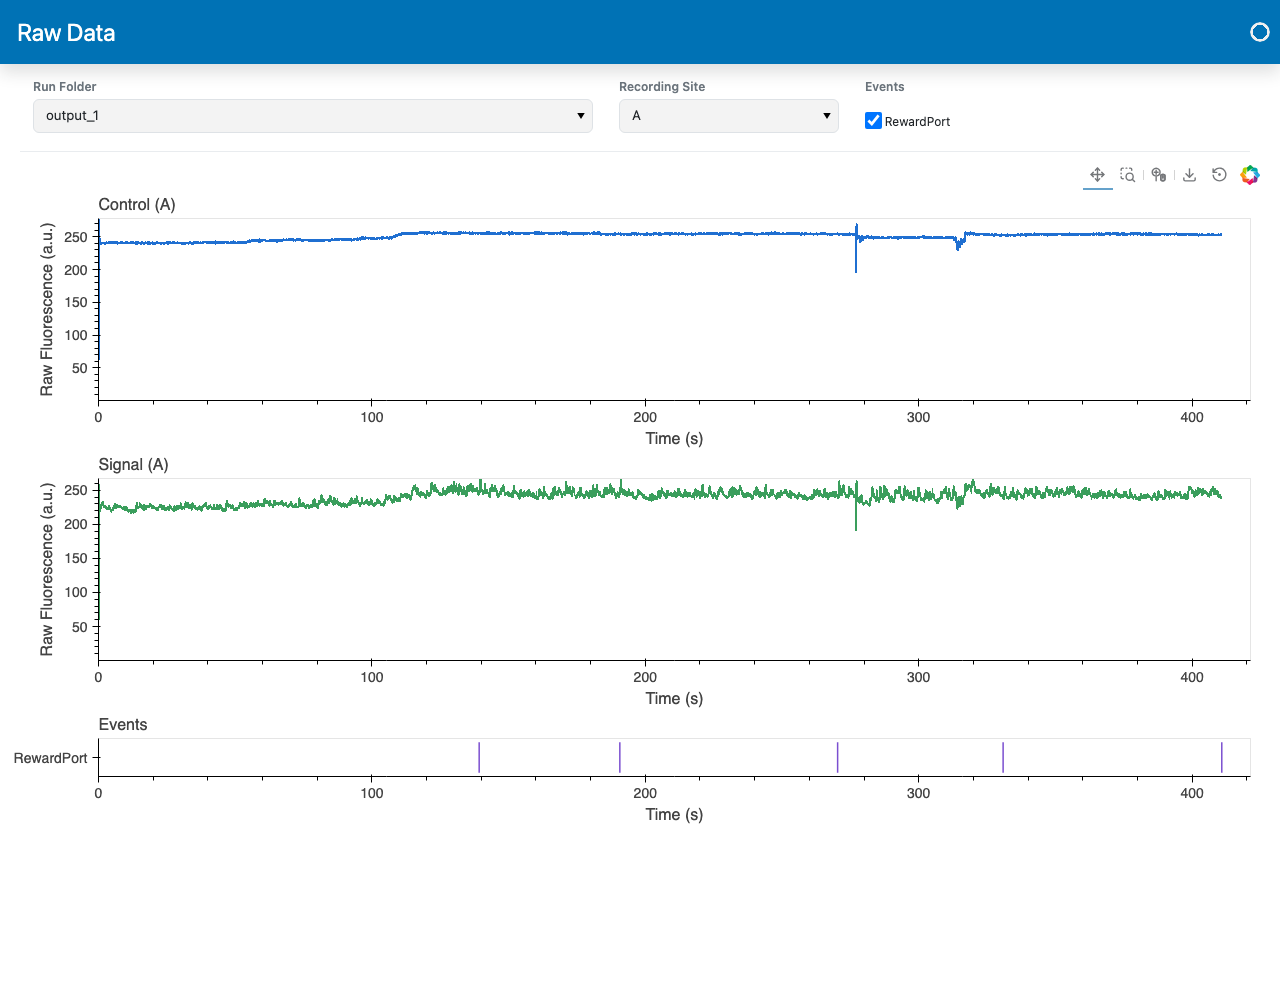 Raw Data
Run Folder
Recording Site
Events
output_1
A
RewardPort
Control (A)
Raw Fluorescence (a.u.)
250
200
150
100
50
0
100
200
300
400
Time (s)
Signal (A)
Raw Fluorescence (a.u.)
250
200
150
100
50
0
100
200
300
400
Time (s)
Events
RewardPort
0
100
200
300
400
Time (s)